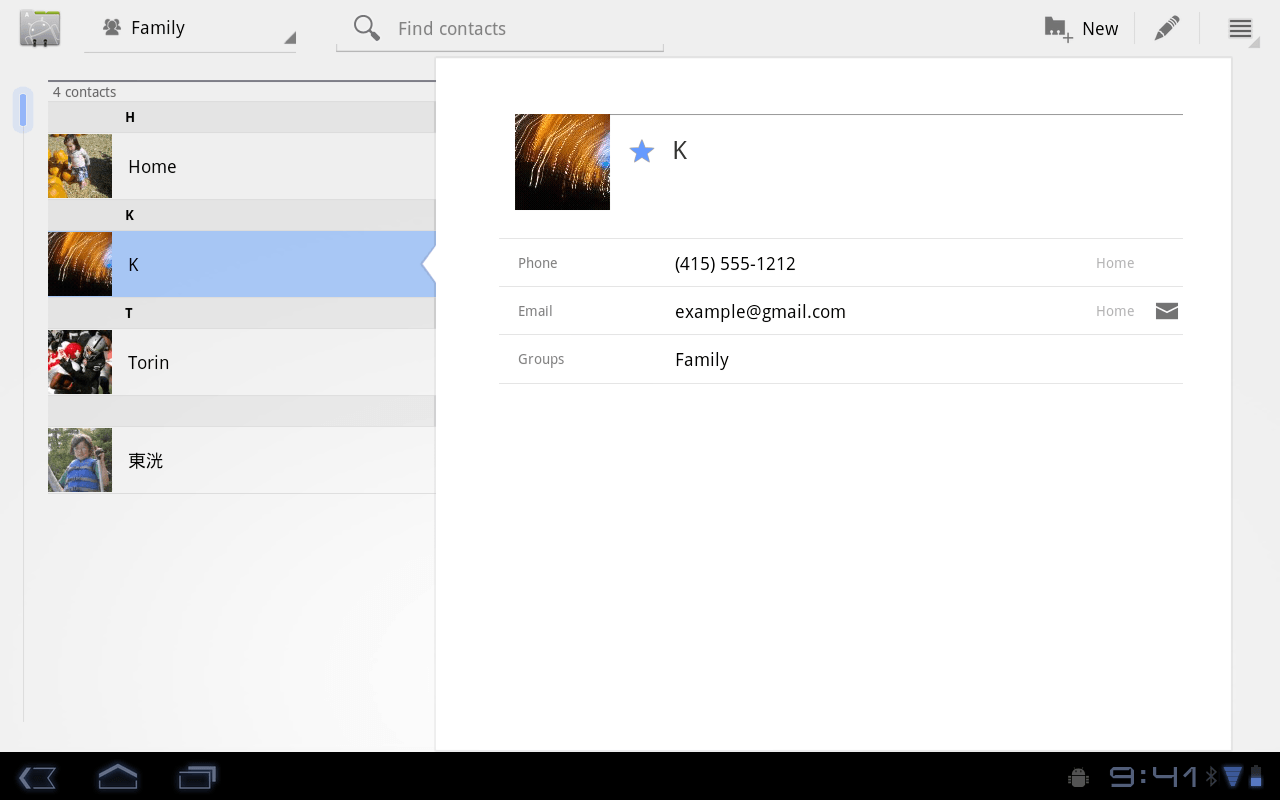 Family
Find contacts
New
4 contacts
H
Home
K
K
T
Torin
東洸
K
Phone (415) 555-1212 Home
Email example@gmail.com Home
Groups Family
9:41